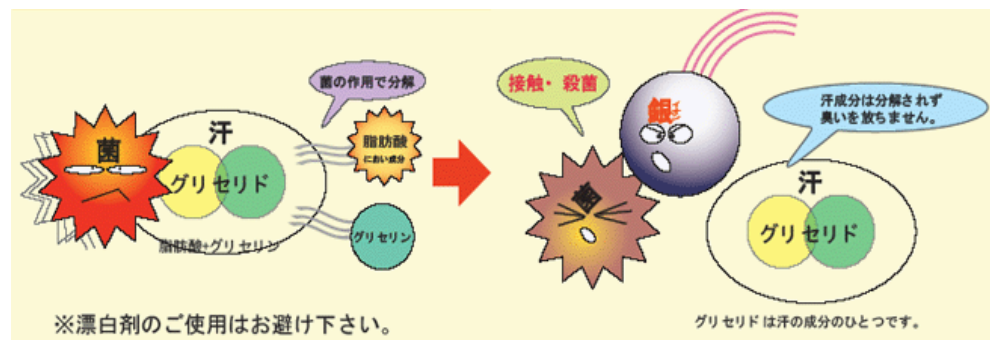 菌の作用で分解
汗
菌
グリセリド
脂肪酸
におい成分
グリセリン
脂肪酸+グリセリン
※漂白剤のご使用はお避け下さい。
接触・殺菌
銀
菌
汗成分は分解されず
臭いを放ちません。
汗
グリセリド
グリセリドは汗の成分のひとつです。